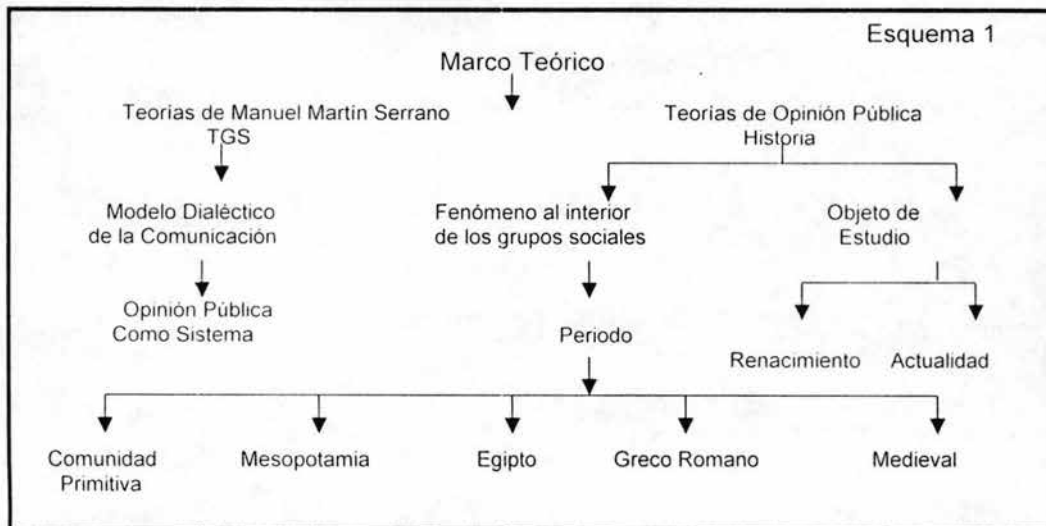 Esquema 1
Marco Teórico
Teorías de Manuel Martín Serrano
TGS
Teorías de Opinión Pública
Historia
Modelo Dialéctico
de la Comunicación
Fenómeno al interior
de los grupos sociales
Objeto de
Estudio
Opinión Pública
Como Sistema
Periodo
Renacimiento
Actualidad
Comunidad
Primitiva
Mesopotamia
Egipto
Greco Romano
Medieval